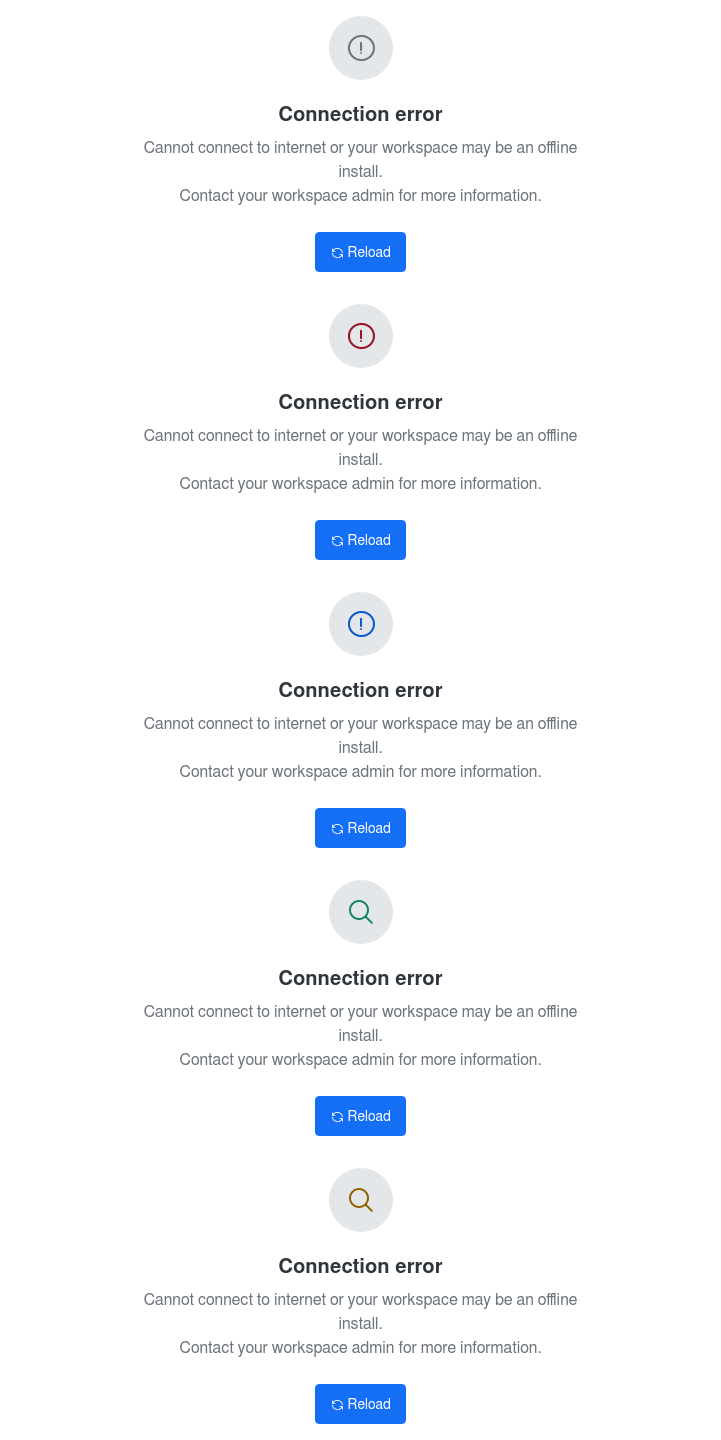 Connection error
Cannot connect to internet or your workspace may be an offline
install.
Contact your workspace admin for more information.
Reload
Connection error
Cannot connect to internet or your workspace may be an offline
install.
Contact your workspace admin for more information.
Reload
Connection error
Cannot connect to internet or your workspace may be an offline
install.
Contact your workspace admin for more information.
Reload
Connection error
Cannot connect to internet or your workspace may be an offline
install.
Contact your workspace admin for more information.
Reload
Connection error
Cannot connect to internet or your workspace may be an offline
install.
Contact your workspace admin for more information.
Reload